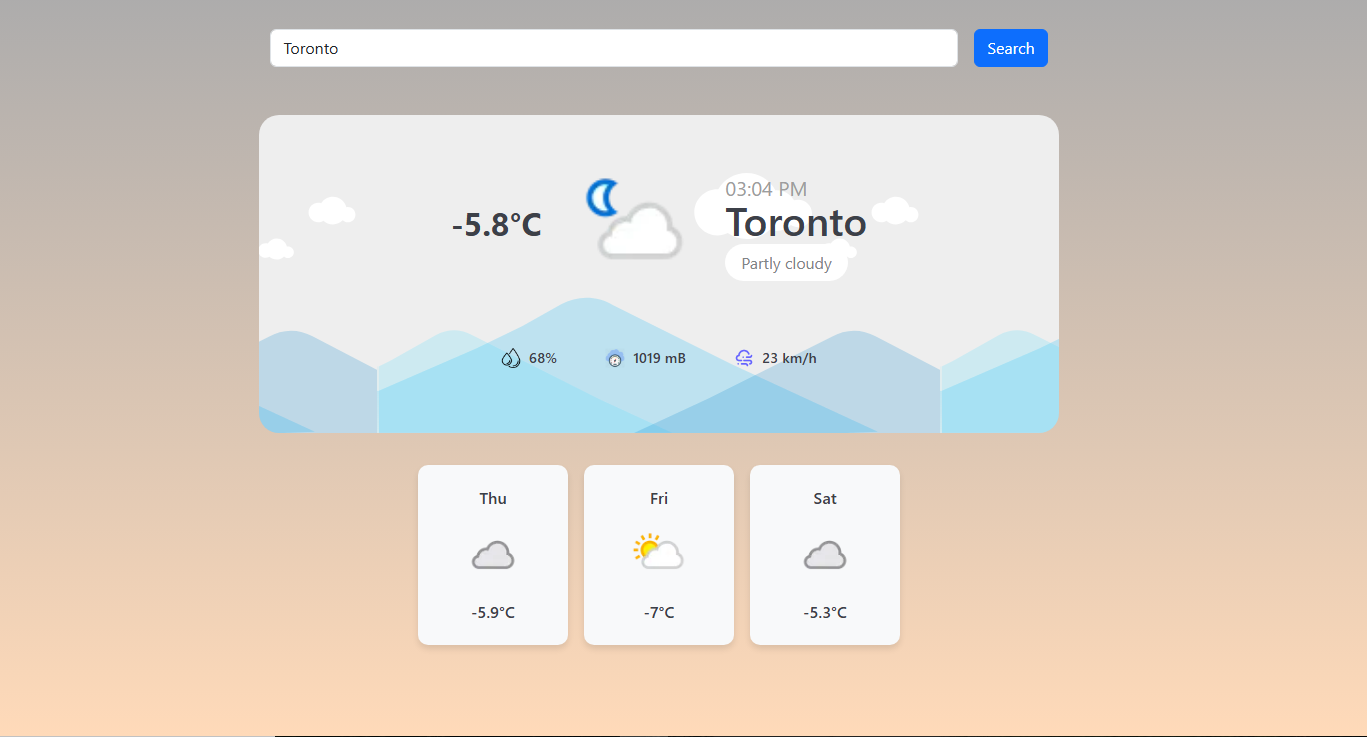 Toronto
Search
03:04 PM
-5.8°C
Toronto
Partly cloudy
68%
1019 mB
23 km/h
Thu
Fri
Sat
-5.9°C
-7°C
-5.3°C